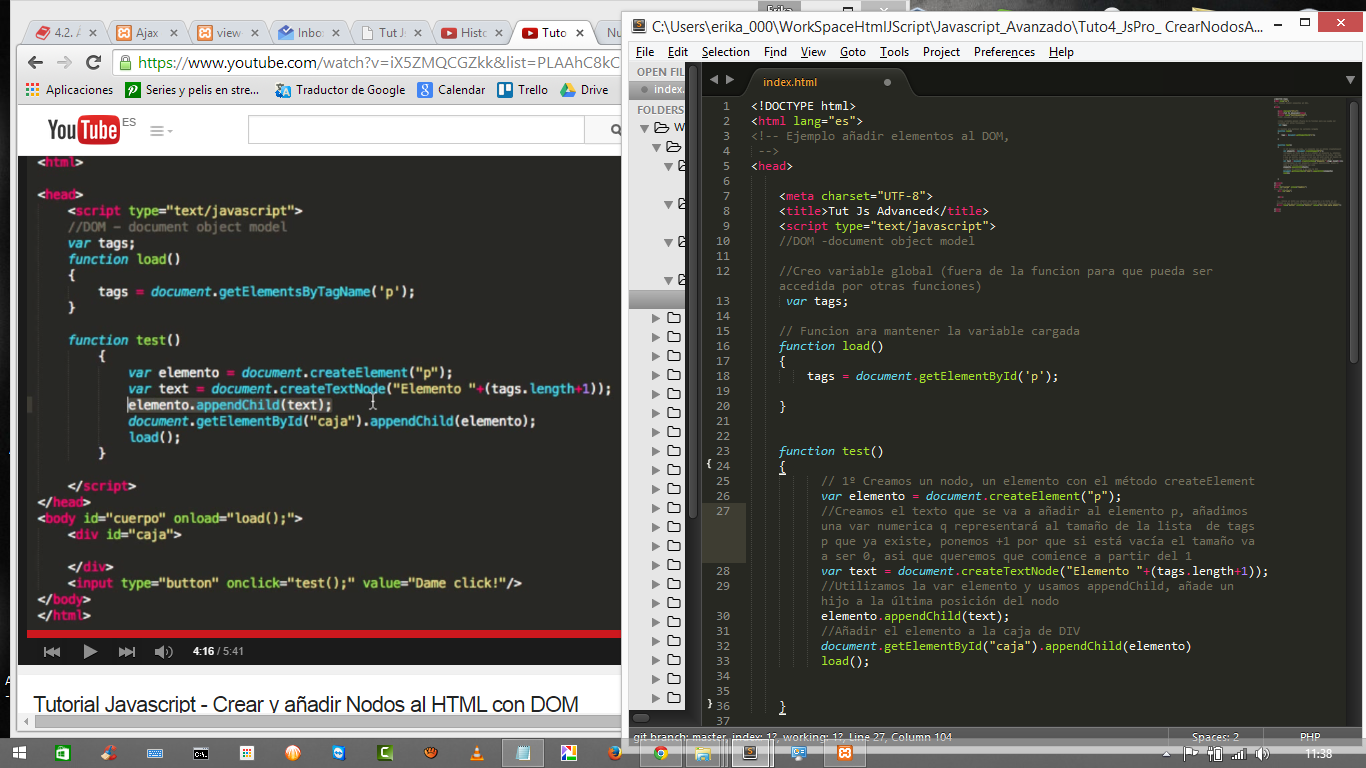 Erika
4.2. A
Ajax
view
Inbo
Tut J
Histo
Tuto
Nu
https://www.youtube.com/watch?v=iX5ZMQCGZkk&list=PLAAhC8kC
Aplicaciones
Series y pelis en stre...
Traductor de Google
Calendar
Trello
Drive
YouTube ES
<html>
<head>
<script type="text/javascript">
//DOM – document object model
var tags;
function load()
{
tags = document.getElementsByTagName('p');
}
function test()
{
var elemento = document.createElement("p");
var text = document.createTextNode("Elemento "+(tags.length+1));
elemento.appendChild(text);
document.getElementById("caja").appendChild(elemento);
load();
}
</script>
</head>
<body id="cuerpo" onload="load();">
<div id="caja">
</div>
<input type="button" onclick="test();" value="Dame click!"/>
</body>
</html>
4:16 / 5:41
Tutorial Javascript - Crear y añadir Nodos al HTML con DOM
C:\Users\erika_000\WorkSpaceHtmlJScript\Javascript_Avanzado\Tuto4_JsPro_ CrearNodosA...
File Edit Selection Find View Goto Tools Project Preferences Help
OPEN FIL
index.
FOLDERS
W
index.html
1 <!DOCTYPE html>
2 <html lang="es">
3 <!-- Ejemplo añadir elementos al DOM,
4 -->
5 <head>
6
7 <meta charset="UTF-8">
8 <title>Tut Js Advanced</title>
9 <script type="text/javascript">
10 //DOM -document object model
11
12 //Creo variable global (fuera de la funcion para que pueda ser
accedida por otras funciones)
13 var tags;
14
15 // Funcion ara mantener la variable cargada
16 function load()
17 {
18 tags = document.getElementById('p');
19
20 }
21
22
23 function test()
24 {
25 // 1º Creamos un nodo, un elemento con el método createElement
26 var elemento = document.createElement("p");
27 //Creamos el texto que se va a añadir al elemento p, añadimos
una var numerica q representará al tamaño de la lista  de tags
p que ya existe, ponemos +1 por que si está vacía el tamaño va
a ser 0, asi que queremos que comience a partir del 1
28 var text = document.createTextNode("Elemento "+(tags.length+1));
29 //Utilizamos la var elemento y usamos appendChild, añade un
hijo a la última posición del nodo
30 elemento.appendChild(text);
31 //Añadir el elemento a la caja de DIV
32 document.getElementById("caja").appendChild(elemento)
33 load();
34
35
36 }
37
git branch: master, index: 1?, working: 1?, Line 27, Column 104
Spaces: 2
PHP
11:38